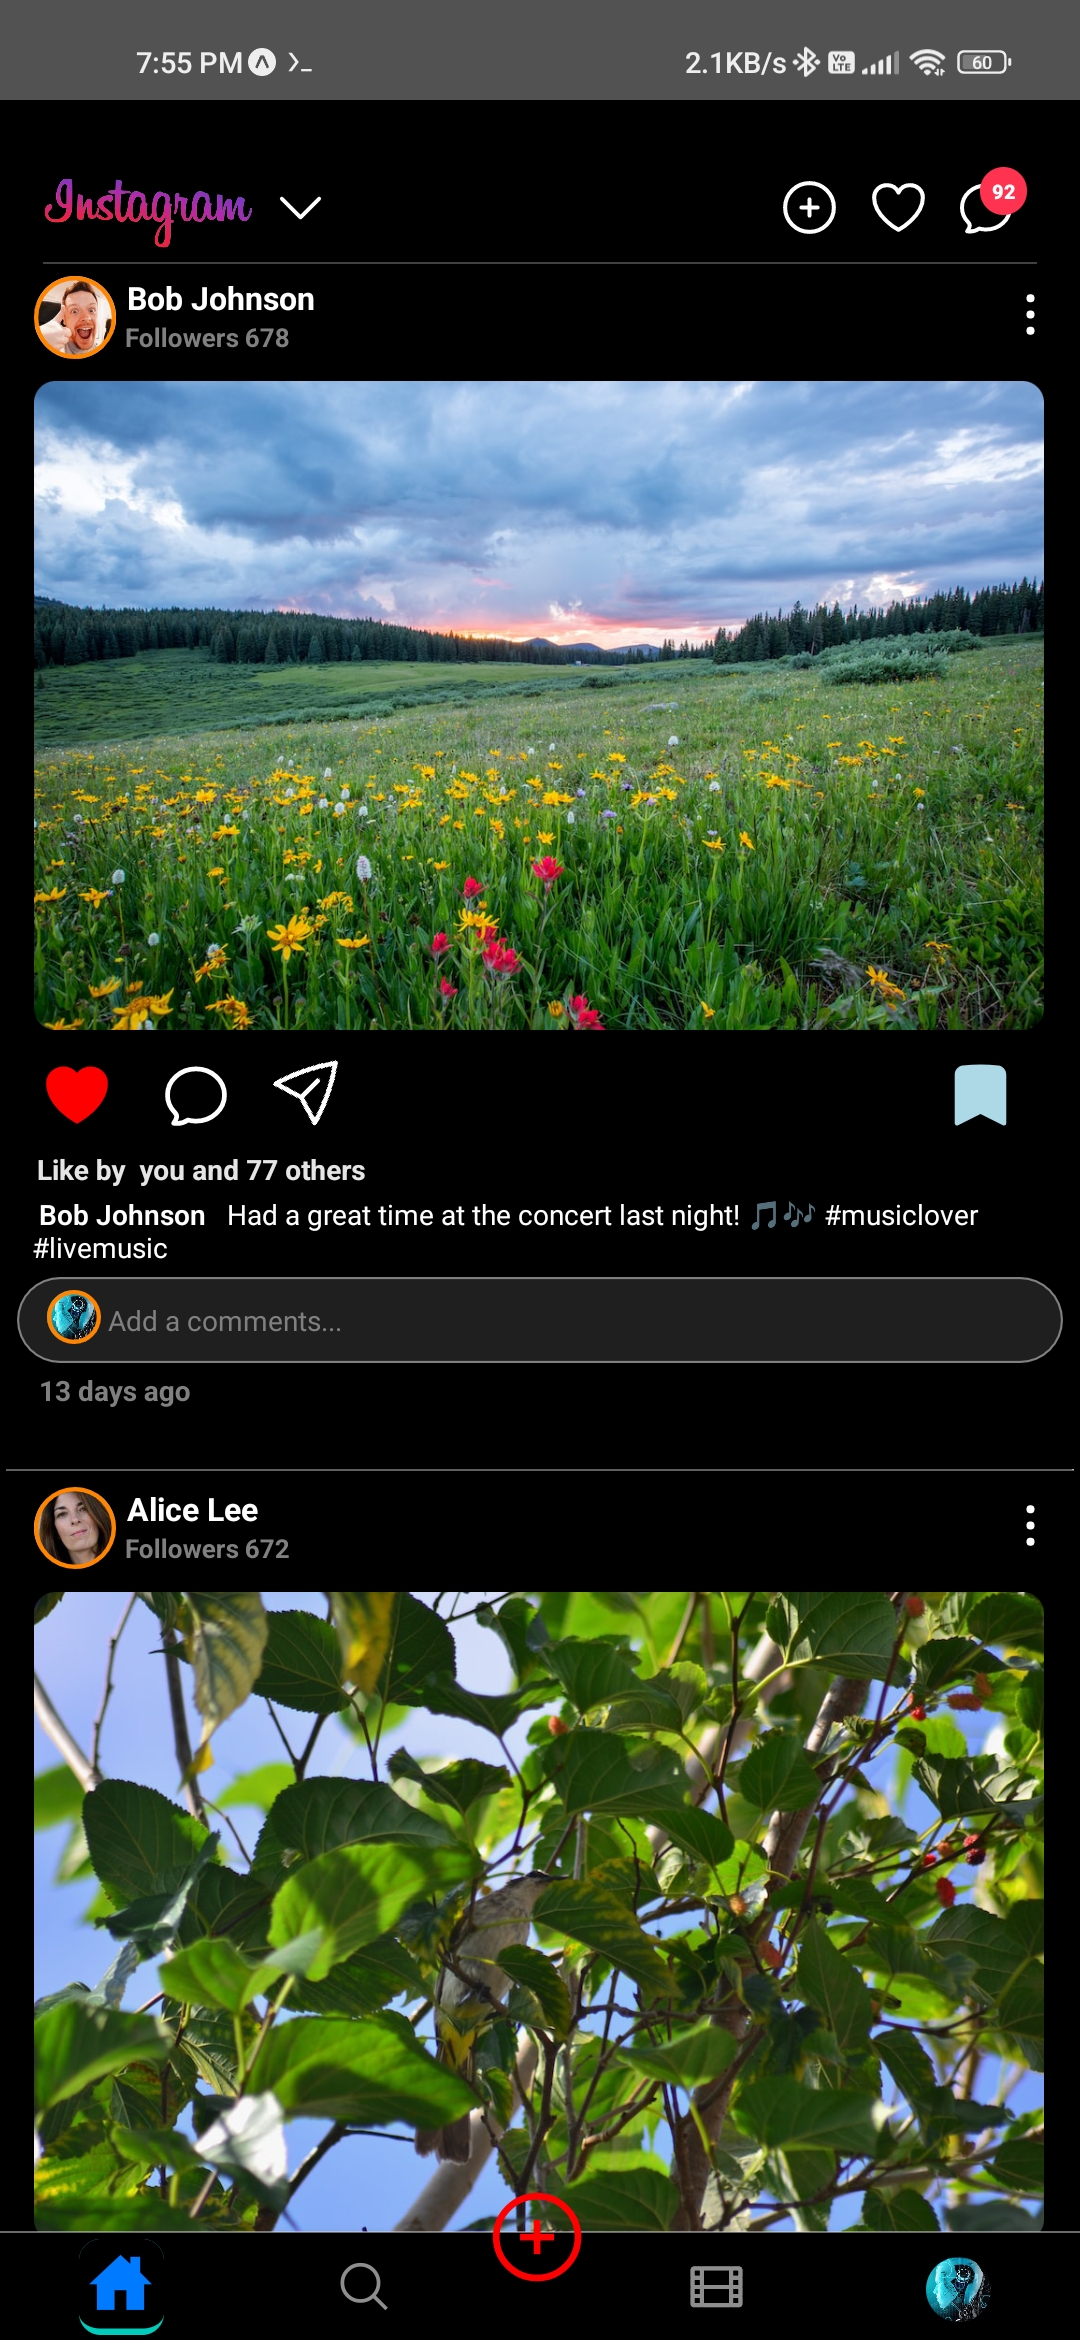 7:55 PM
2.1KB/s
Vo LTE
60
Instagram
92
Bob Johnson
Followers 678
Like by  you and 77 others
Bob Johnson   Had a great time at the concert last night! 🎵🎶 #musiclover
#livemusic
Add a comments...
13 days ago
Alice Lee
Followers 672